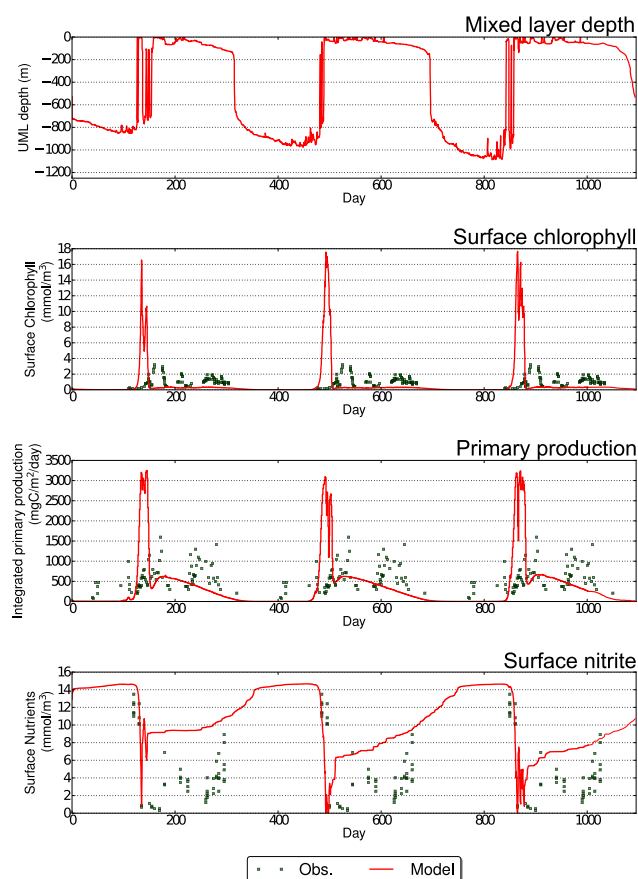 Mixed layer depth
UML depth (m)
0
−200
−400
−600
−800
−1000
−1200
0 200 400 600 800 1000
Day
Surface chlorophyll
Surface Chlorophyll
(mmol/m³)
18
16
14
12
10
8
6
4
2
0
0 200 400 600 800 1000
Day
Primary production
Integrated primary production
(mgC/m²/day)
3500
3000
2500
2000
1500
1000
500
0
0 200 400 600 800 1000
Day
Surface nitrite
Surface Nutrients
(mmol/m³)
16
14
12
10
8
6
4
2
0
0 200 400 600 800 1000
Day
Obs. Model